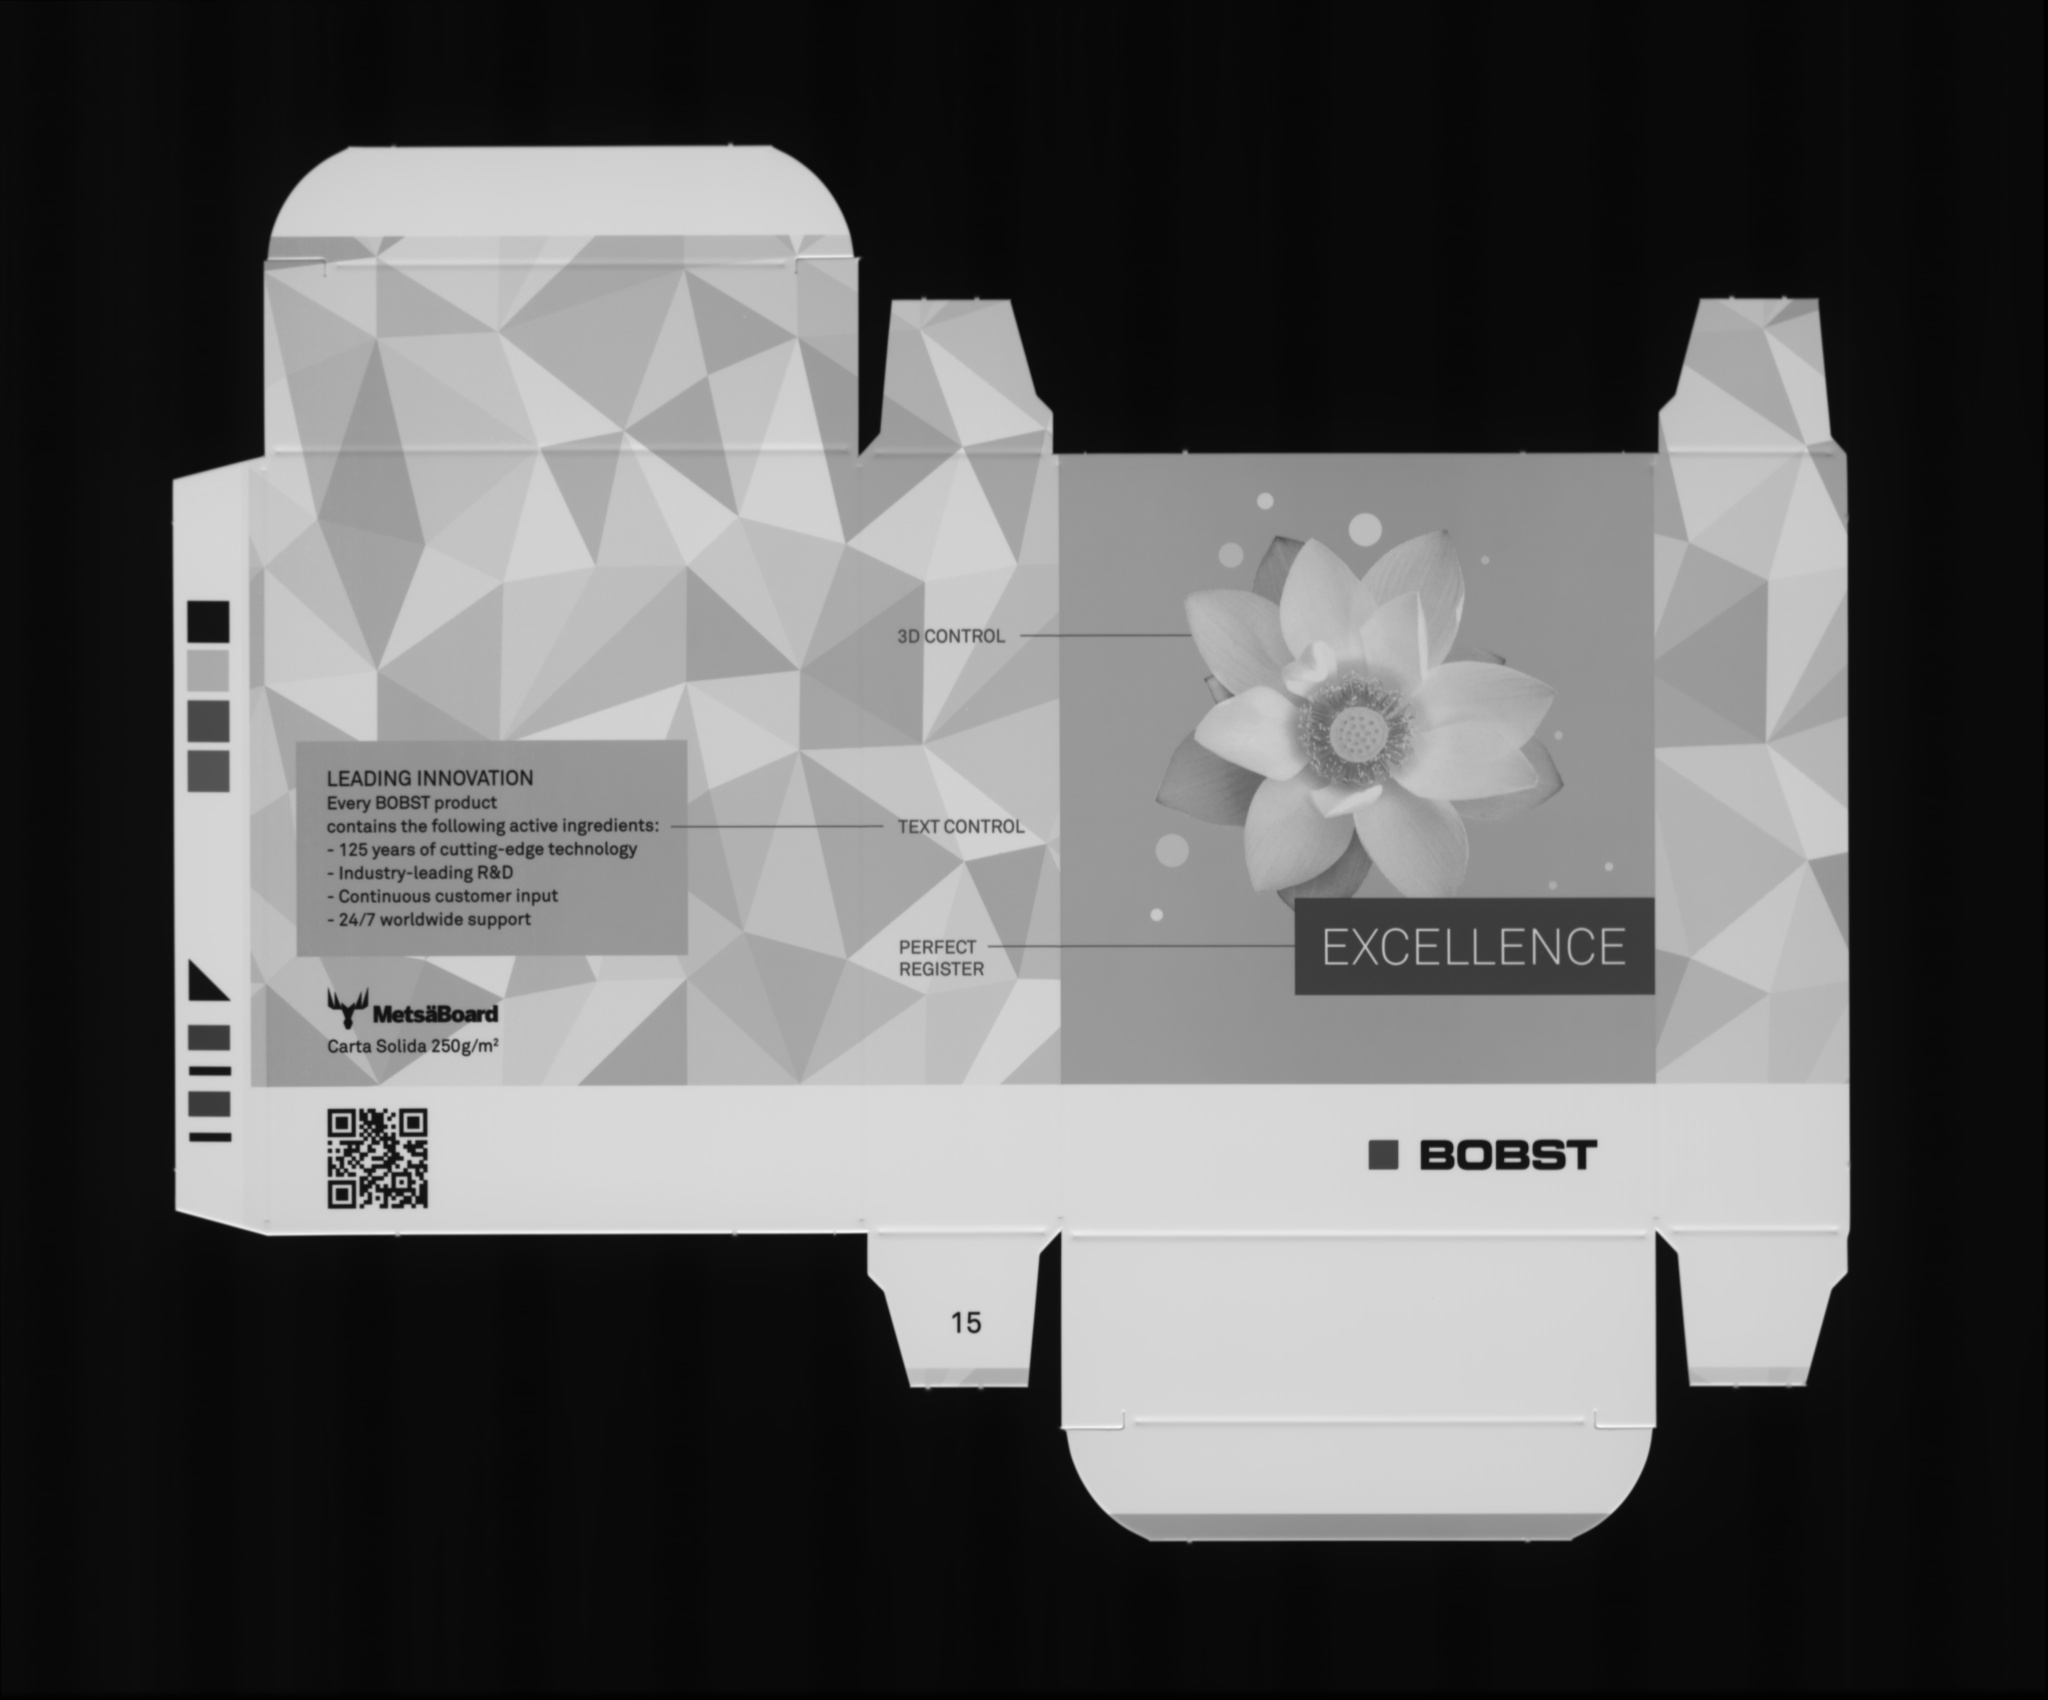 3D CONTROL
LEADING INNOVATION
Every BOBST product
contains the following active ingredients:
- 125 years of cutting-edge technology
- Industry-leading R&D
- Continuous customer input
- 24/7 worldwide support
TEXT CONTROL
PERFECT
REGISTER
EXCELLENCE
MetsäBoard
Carta Solida 250g/m²
BOBST
15